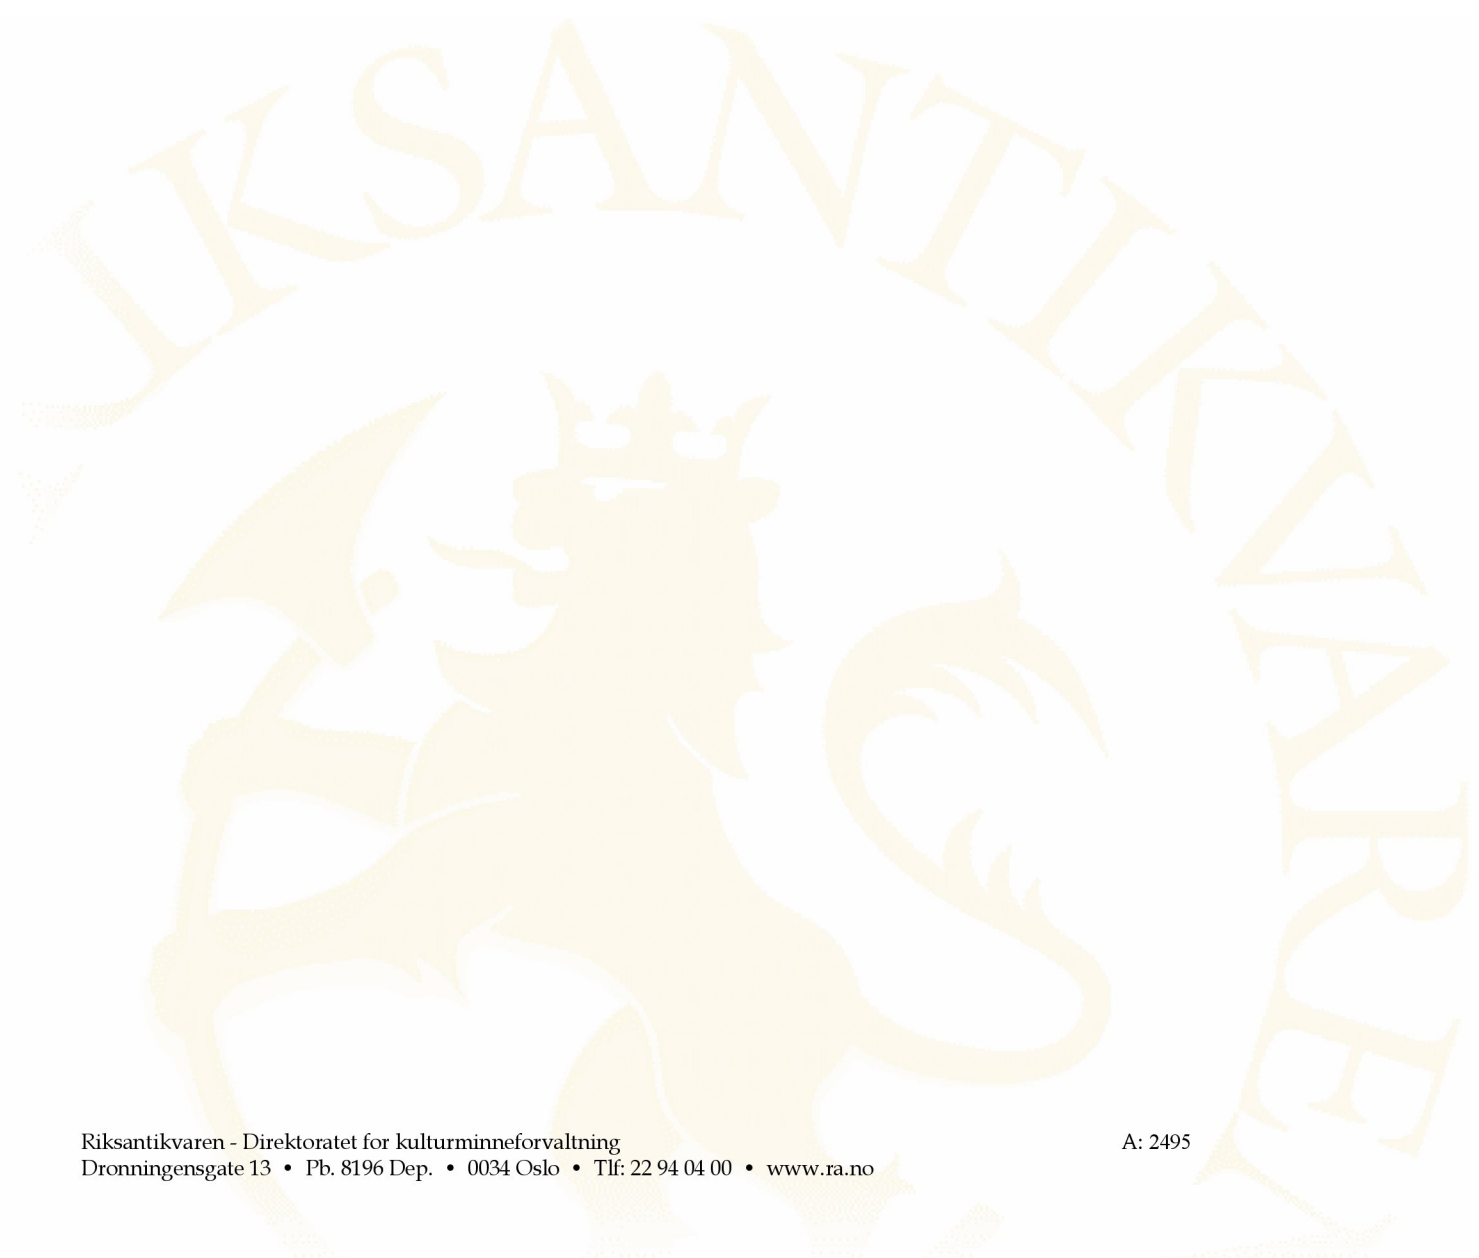 RIKSANTIKVAREN
Riksantikvaren - Direktoratet for kulturminneforvaltning
A: 2495
Dronningensgate 13 • Pb. 8196 Dep. • 0034 Oslo • Tlf: 22 94 04 00 • www.ra.no